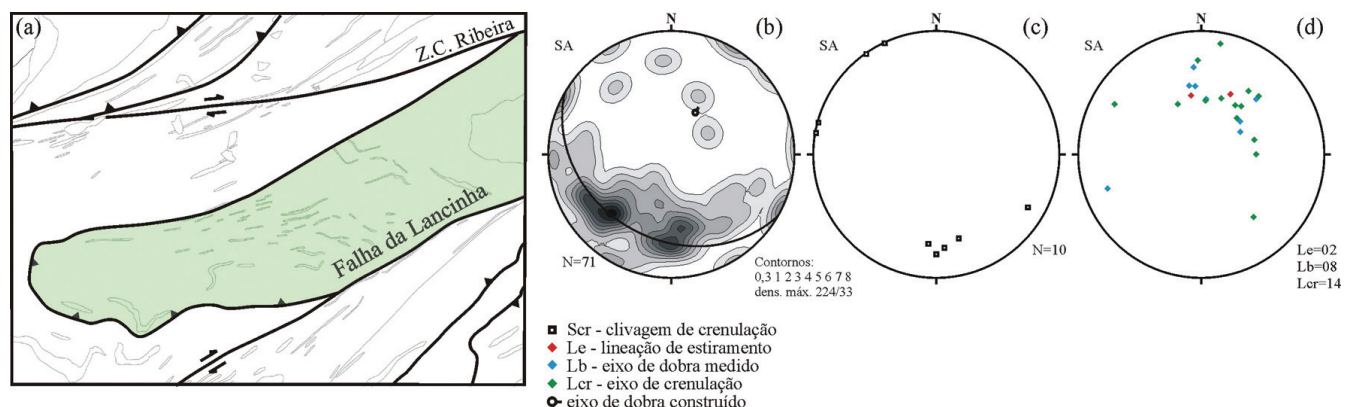 (a)
Z.C. Ribeira
Falha da Lancinha
N
SA
(b)
N=71
Contornos:
0,3 1 2 3 4 5 6 7 8
dens. máx. 224/33
N
SA
(c)
N=10
N
SA
(d)
Le=02
Lb=08
Lcr=14
Scr - clivagem de crenulação
Le - lineação de estiramento
Lb - eixo de dobra medido
Lcr - eixo de crenulação
eixo de dobra construído